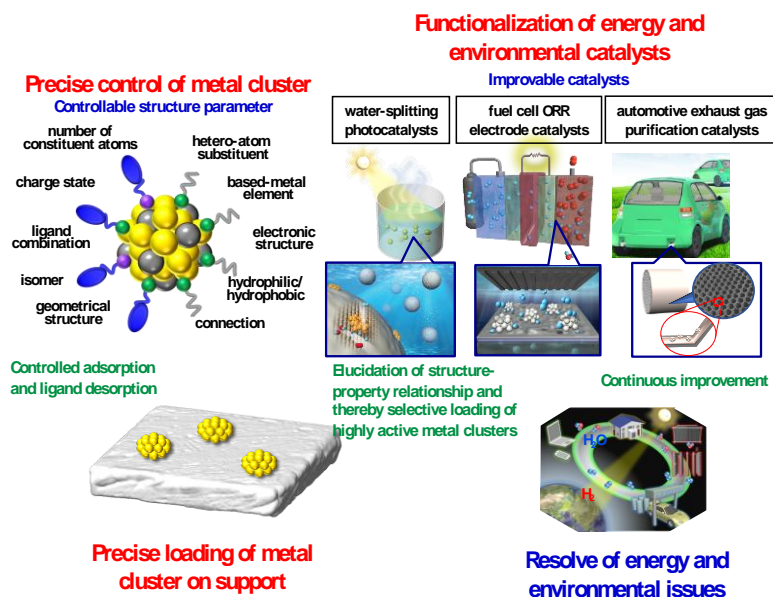 Functionalization of energy and
environmental catalysts
Precise control of metal cluster
Controllable structure parameter
Improvable catalysts
number of
constituent atoms
hetero-atom
substituent
charge state
based-metal
element
ligand
combination
electronic
structure
isomer
hydrophilic/
hydrophobic
geometrical
structure
connection
water-splitting
photocatalysts
fuel cell ORR
electrode catalysts
automotive exhaust gas
purification catalysts
Controlled adsorption
and ligand desorption
Elucidation of structure-
property relationship and
thereby selective loading of
highly active metal clusters
Continuous improvement
H2O
H2
Precise loading of metal
cluster on support
Resolve of energy and
environmental issues